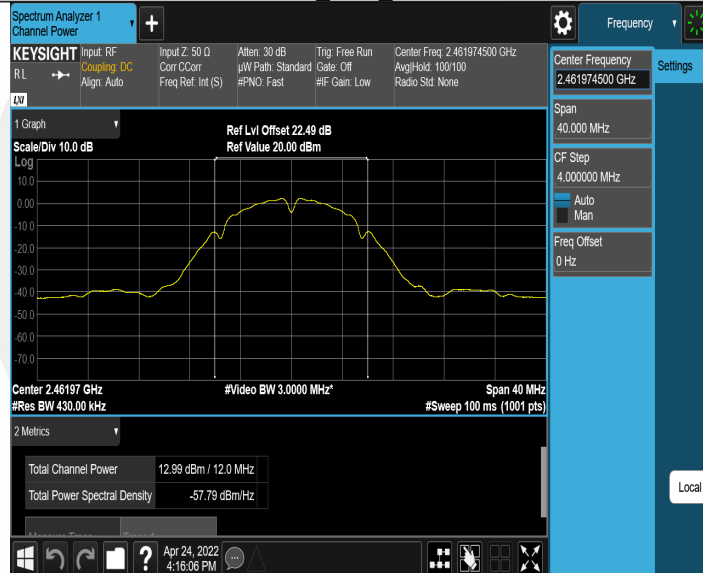 Spectrum Analyzer 1
Channel Power
+
Frequency
KEYSIGHT
RL
LXI
Input: RF
Coupling: DC
Align: Auto
Input Z: 50 Ω
Corr CCorr
Freq Ref: Int (S)
Atten: 30 dB
µW Path: Standard
#PNO: Fast
Trig: Free Run
Gate: Off
#IF Gain: Low
Center Freq: 2.461974500 GHz
Avg|Hold: 100/100
Radio Std: None
Center Frequency
2.461974500 GHz
Settings
Span
40.000 MHz
CF Step
4.000000 MHz
Auto
Man
Freq Offset
0 Hz
Local
1 Graph
Scale/Div 10.0 dB
Ref Lvl Offset 22.49 dB
Ref Value 20.00 dBm
Log
10.0
0.00
-10.0
-20.0
-30.0
-40.0
-50.0
-60.0
-70.0
Center 2.46197 GHz
#Res BW 430.00 kHz
#Video BW 3.0000 MHz*
Span 40 MHz
#Sweep 100 ms (1001 pts)
2 Metrics
Total Channel Power 12.99 dBm / 12.0 MHz
Total Power Spectral Density -57.79 dBm/Hz
?
Apr 24, 2022
4:16:06 PM